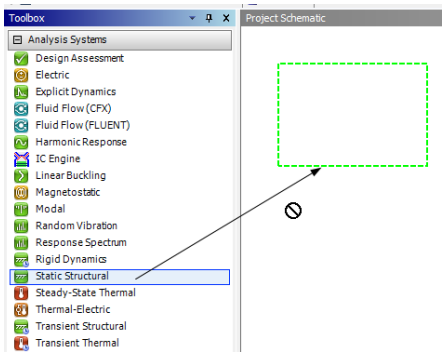 Toolbox
Project Schematic
Analysis Systems
Design Assessment
Electric
Explicit Dynamics
Fluid Flow (CFX)
Fluid Flow (FLUENT)
Harmonic Response
IC Engine
Linear Buckling
Magnetostatic
Modal
Random Vibration
Response Spectrum
Rigid Dynamics
Static Structural
Steady-State Thermal
Thermal-Electric
Transient Structural
Transient Thermal